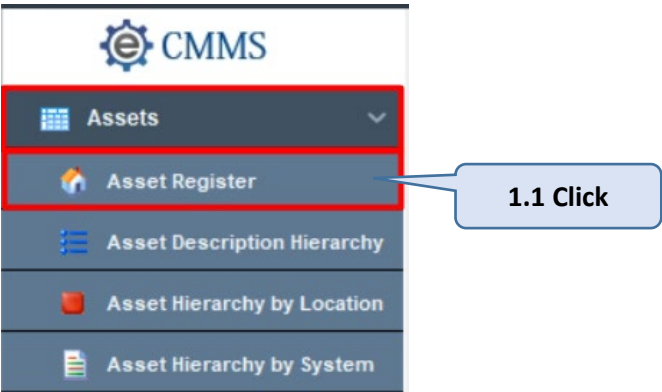 e CMMS
Assets
Asset Register
1.1 Click
Asset Description Hierarchy
Asset Hierarchy by Location
Asset Hierarchy by System